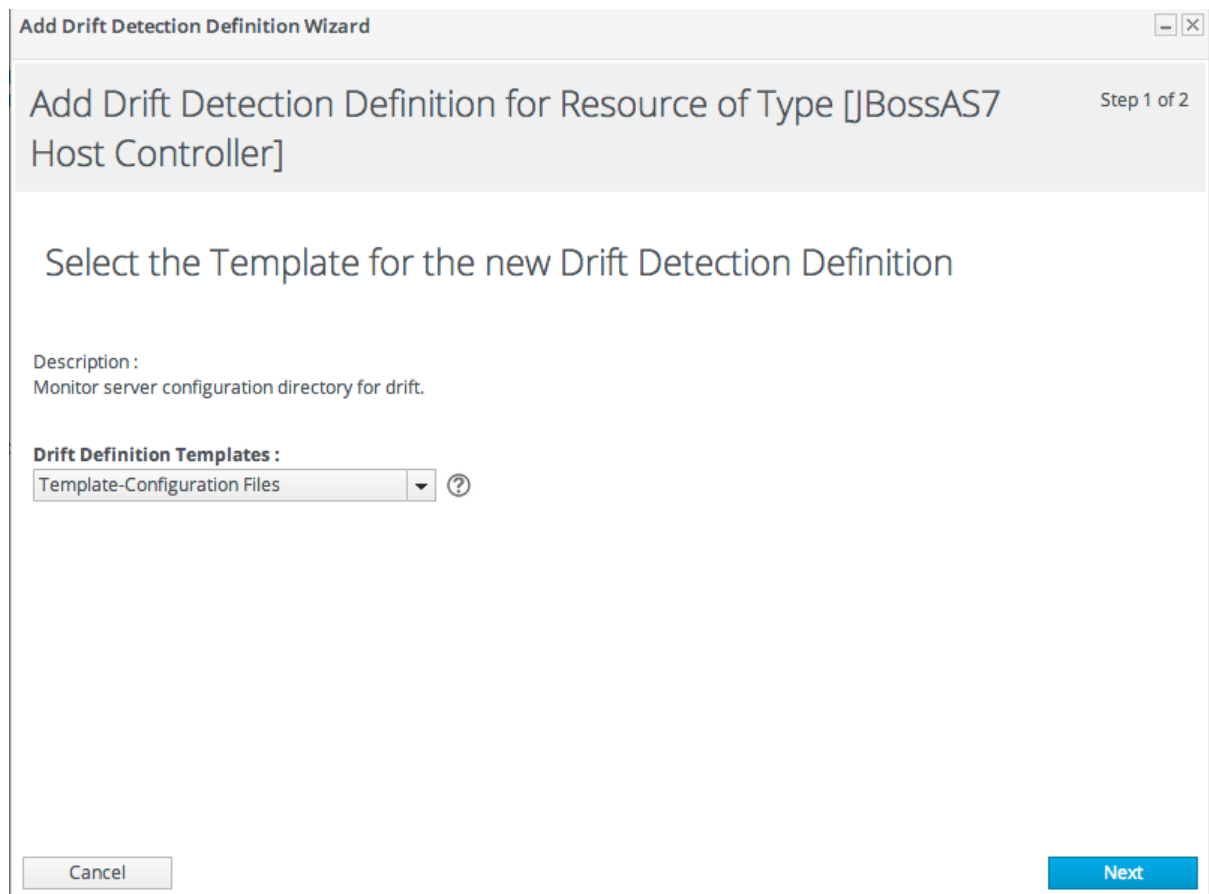 Add Drift Detection Definition Wizard
Add Drift Detection Definition for Resource of Type [JBossAS7
Host Controller]
Step 1 of 2
Select the Template for the new Drift Detection Definition
Description :
Monitor server configuration directory for drift.
Drift Definition Templates :
Template-Configuration Files
Cancel
Next